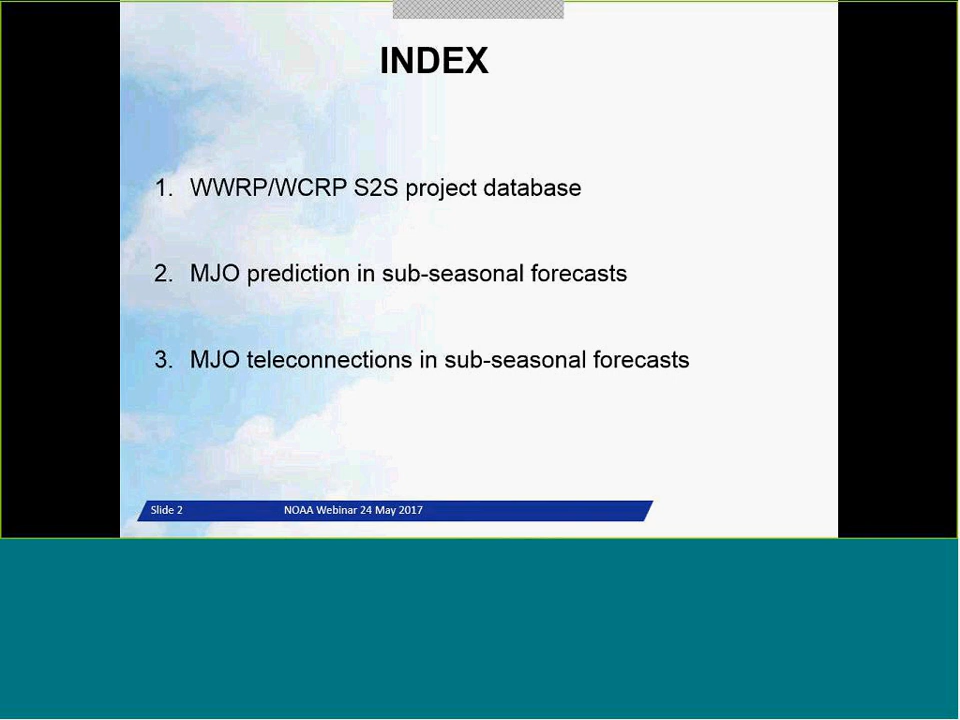 INDEX
1. WWRP/WCRP S2S project database
2. MJO prediction in sub-seasonal forecasts
3. MJO teleconnections in sub-seasonal forecasts
Slide 2 NOAA Webinar 24 May 2017